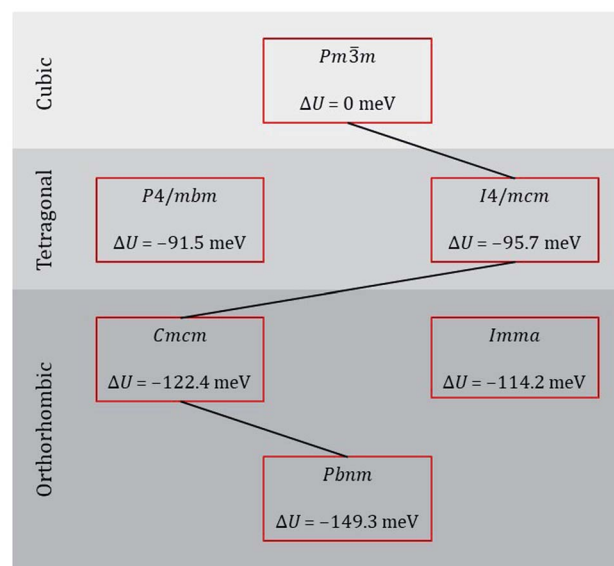 Cubic
Pm3̄m
ΔU = 0 meV
Tetragonal
P4/mbm
ΔU = −91.5 meV
I4/mcm
ΔU = −95.7 meV
Orthorhombic
Cmcm
ΔU = −122.4 meV
Imma
ΔU = −114.2 meV
Pbnm
ΔU = −149.3 meV